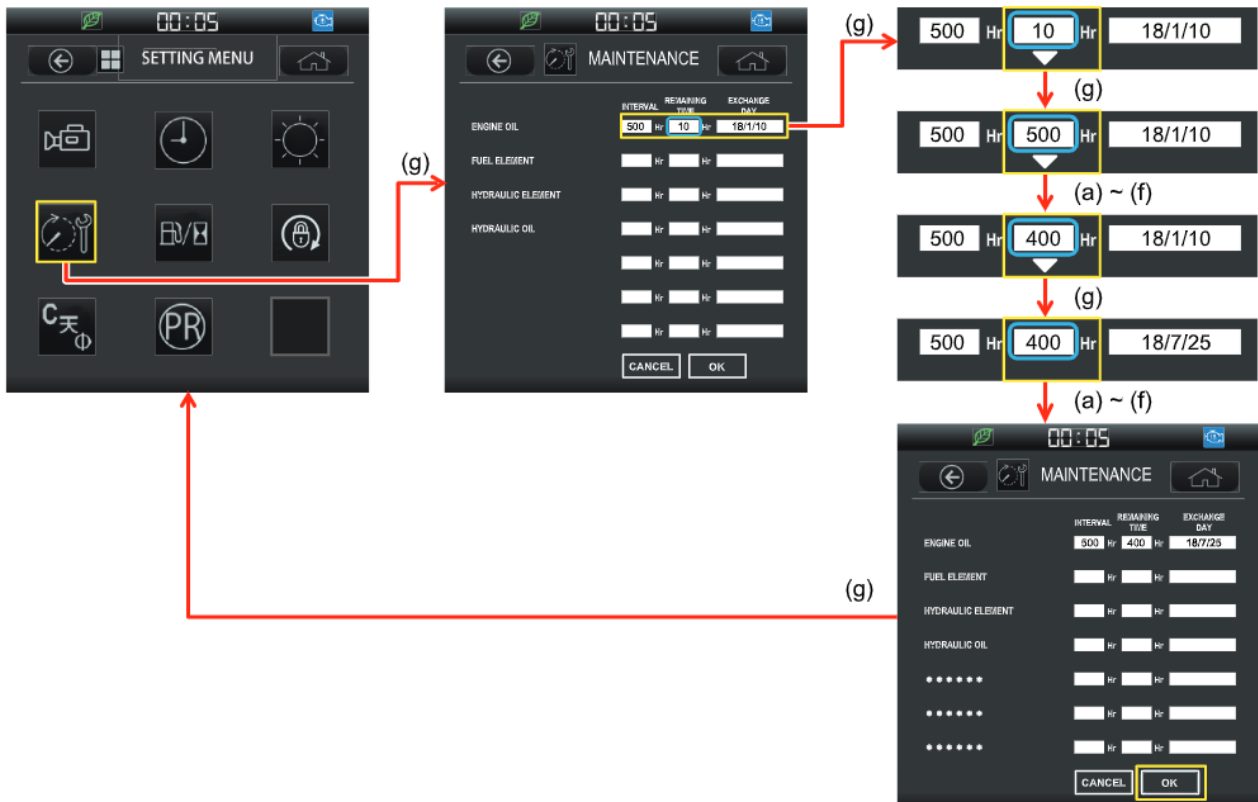 00:05
SETTING MENU
C天Ф
PR
(g)
00:05
MAINTENANCE
INTERVAL REMAINING TIME EXCHANGE DAY
ENGINE OIL 500 Hr 10 Hr 18/1/10
FUEL ELEMENT Hr Hr
HYDRAULIC ELEMENT Hr Hr
HYDRAULIC OIL Hr Hr
Hr Hr
Hr Hr
Hr Hr
CANCEL OK
(g)
500 Hr 10 Hr 18/1/10
(g)
500 Hr 500 Hr 18/1/10
(a) ~ (f)
500 Hr 400 Hr 18/1/10
(g)
500 Hr 400 Hr 18/7/25
(a) ~ (f)
00:05
MAINTENANCE
INTERVAL REMAINING TIME EXCHANGE DAY
ENGINE OIL 500 Hr 400 Hr 18/7/25
FUEL ELEMENT Hr Hr
HYDRAULIC ELEMENT Hr Hr
HYDRAULIC OIL Hr Hr
****** Hr Hr
****** Hr Hr
****** Hr Hr
CANCEL OK
(g)